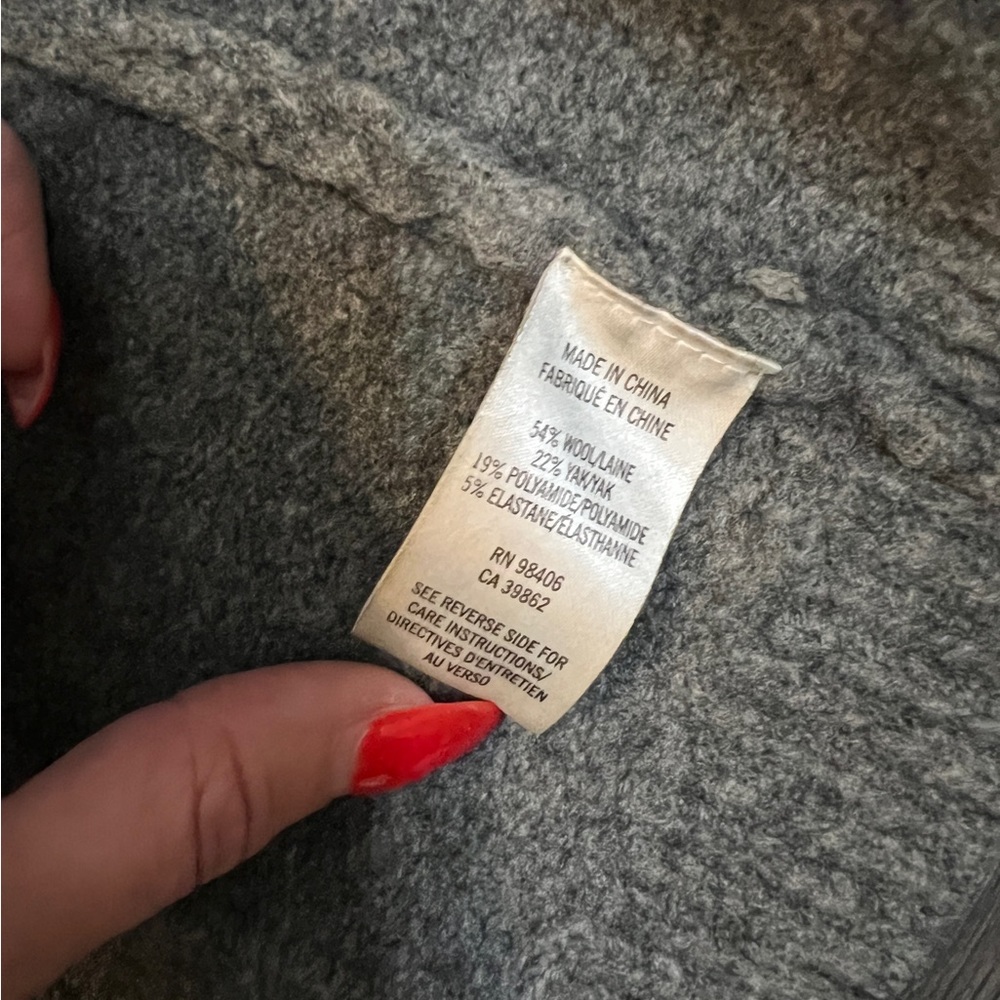 MADE IN CHINA
FABRIQUÉ EN CHINE
54% WOOL/LAINE
22% YAK/YAK
19% POLYAMIDE/POLYAMIDE
5% ELASTANE/ÉLASTHANNE
RN 98406
CA 39862
SEE REVERSE SIDE FOR
CARE INSTRUCTIONS/
DIRECTIVES D'ENTRETIEN
AU VERSO